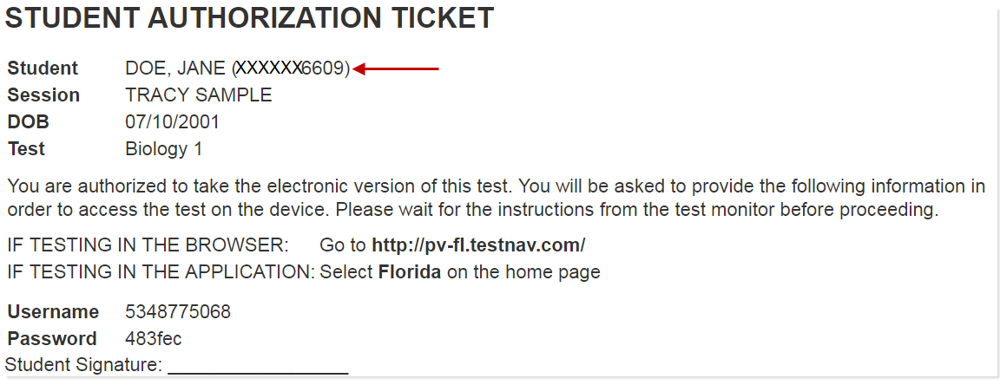 STUDENT AUTHORIZATION TICKET
Student DOE, JANE (XXXXXX6609)
Session TRACY SAMPLE
DOB 07/10/2001
Test Biology 1
You are authorized to take the electronic version of this test. You will be asked to provide the following information in
order to access the test on the device. Please wait for the instructions from the test monitor before proceeding.
IF TESTING IN THE BROWSER: Go to http://pv-fl.testnav.com/
IF TESTING IN THE APPLICATION: Select Florida on the home page
Username 5348775068
Password 483fec
Student Signature: _________________